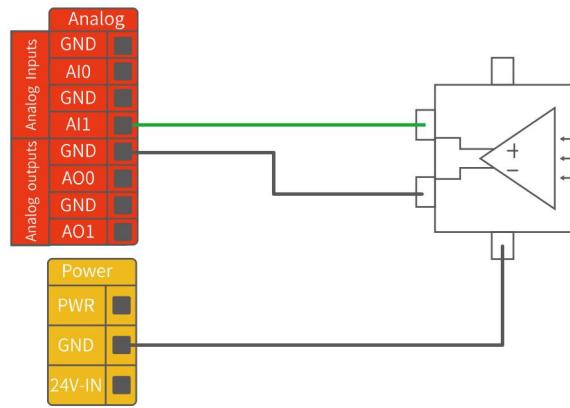 Analog
Analog Inputs
GND
AI0
GND
AI1
Analog outputs
GND
AO0
GND
AO1
+
−
Power
PWR
GND
24V-IN